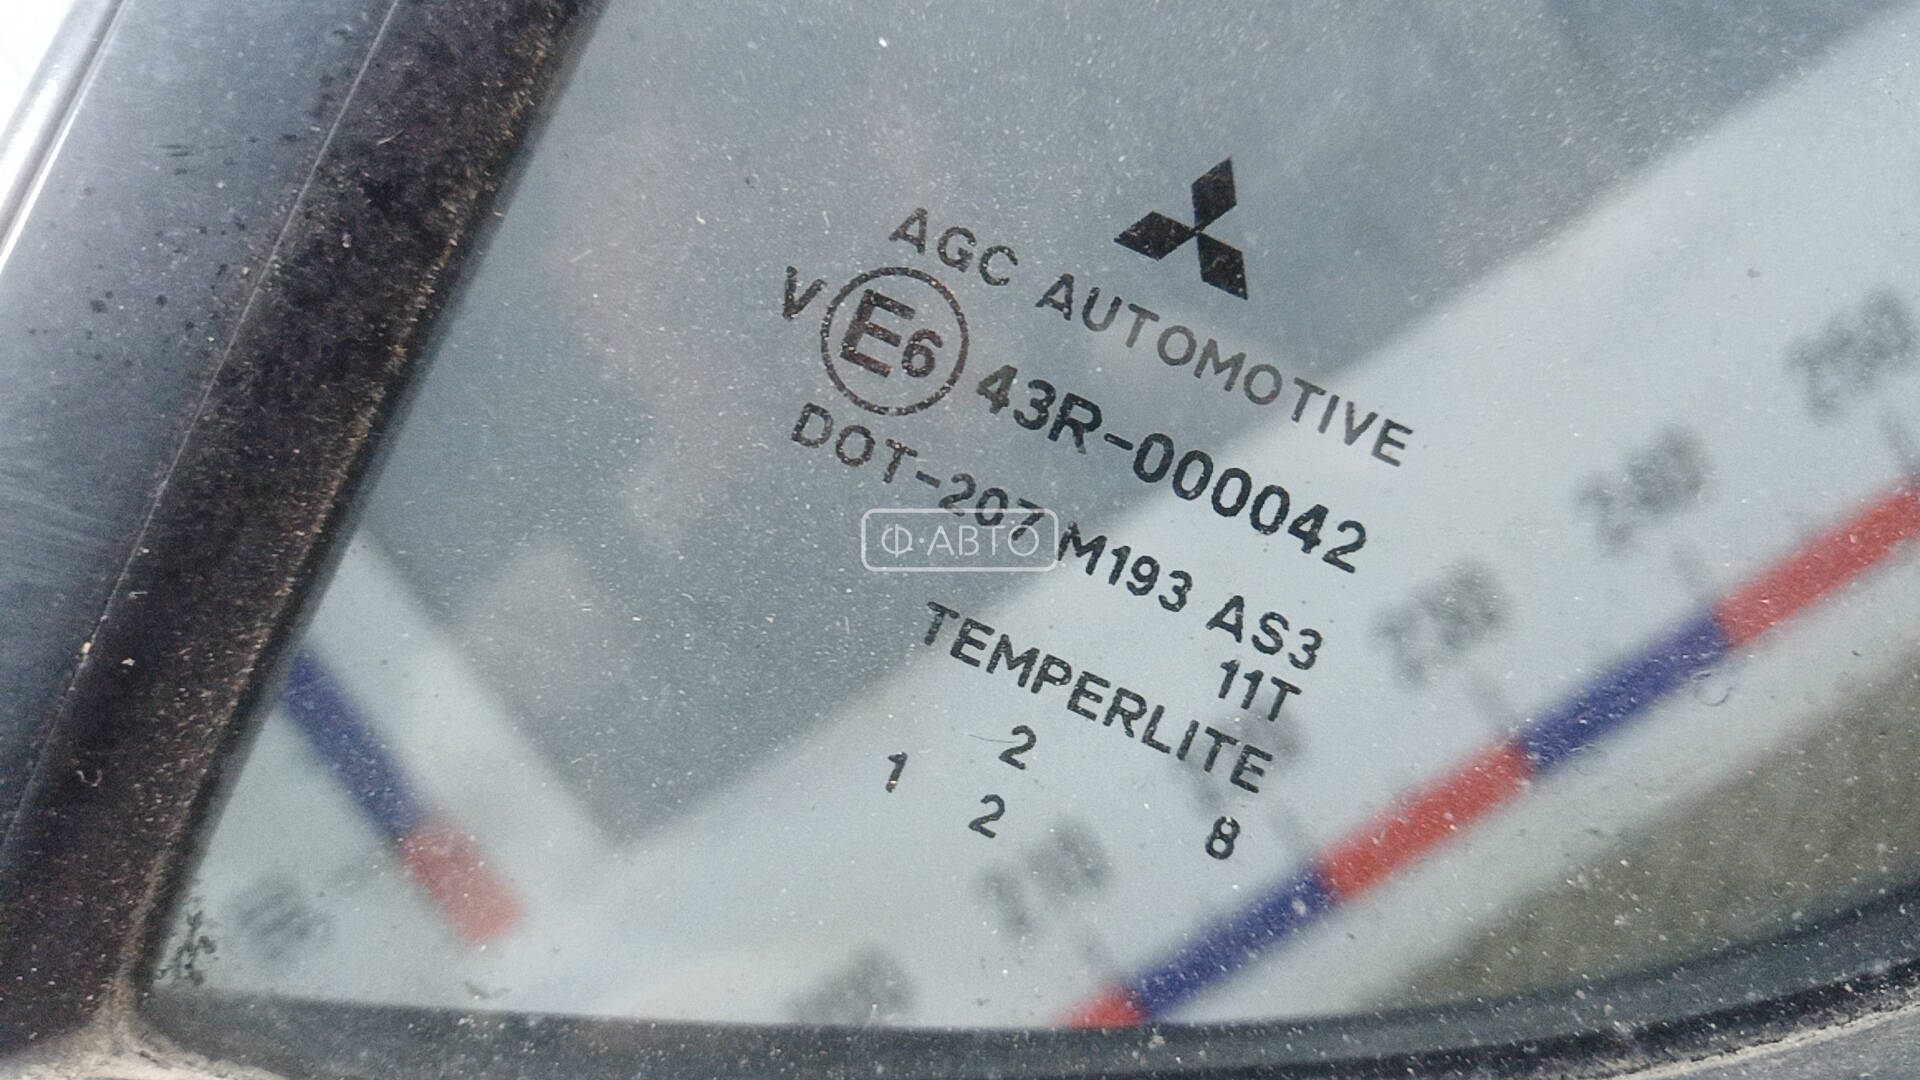 AGC AUTOMOTIVE
V E6 43R-000042
DOT-207 M193 AS3
11T
TEMPERLITE
2
1 2 8
Ф·АВТО